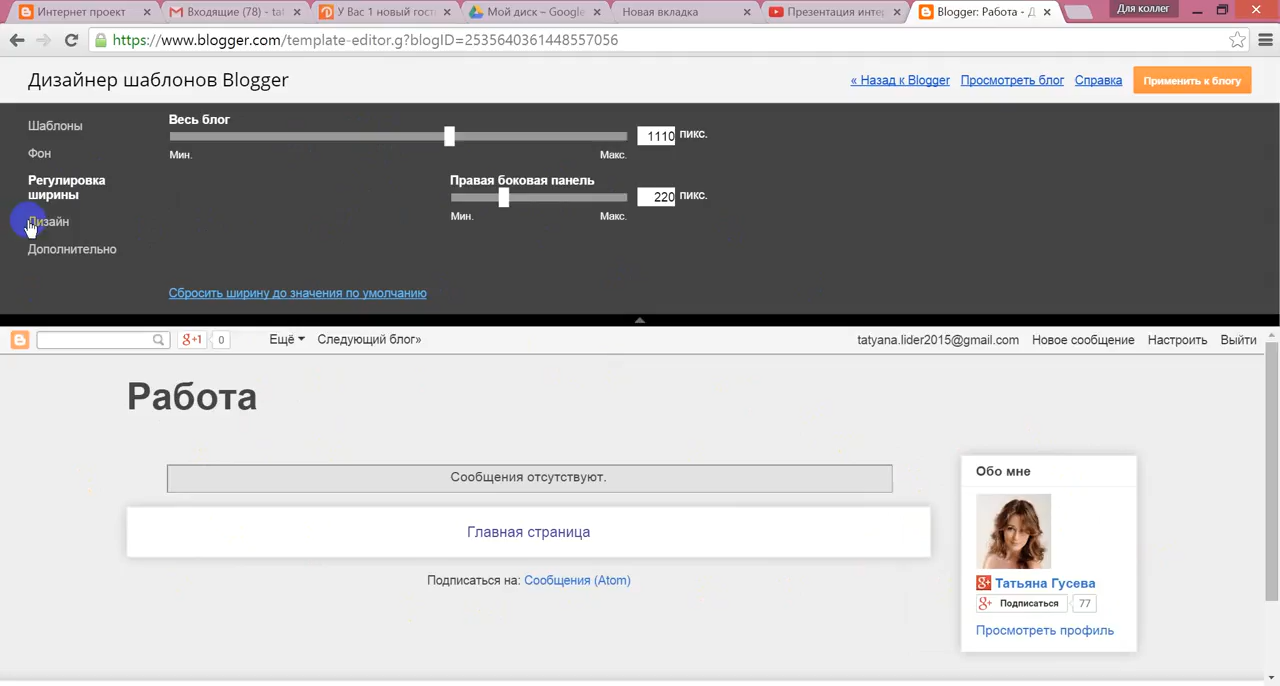 Интернет проект
Входящие (78) - tat
У Вас 1 новый гост
Мой диск – Google
Новая вкладка
Презентация интер
Blogger: Работа - Д
Для коллег
https://www.blogger.com/template-editor.g?blogID=2535640361448557056
Дизайнер шаблонов Blogger
« Назад к Blogger
Просмотреть блог
Справка
Применить к блогу
Шаблоны
Фон
Регулировка
ширины
Дизайн
Дополнительно
Весь блог
1110 пикс.
Мин.
Макс.
Правая боковая панель
220 пикс.
Мин.
Макс.
Сбросить ширину до значения по умолчанию
g+1 0
Ещё
Следующий блог»
tatyana.lider2015@gmail.com
Новое сообщение
Настроить
Выйти
Работа
Сообщения отсутствуют.
Главная страница
Подписаться на: Сообщения (Atom)
Обо мне
g+ Татьяна Гусева
g+ Подписаться 77
Просмотреть профиль